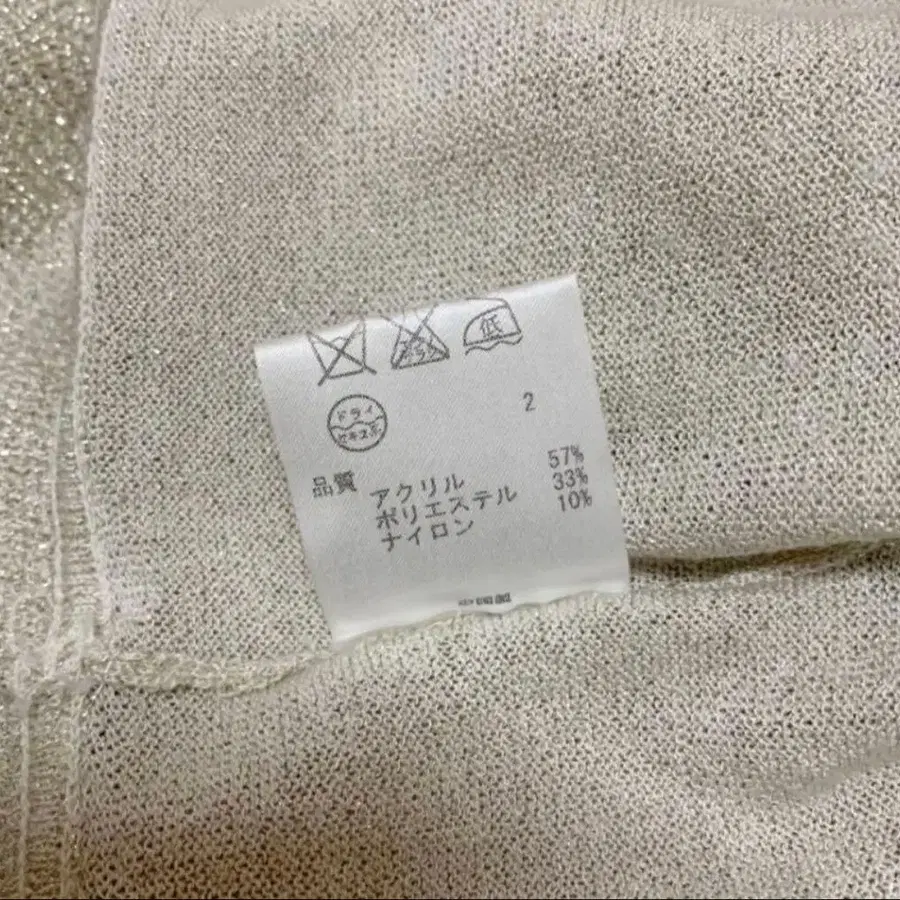 低
ドライ
セキユ系
2
品質
アクリル 57%
ポリエステル 33%
ナイロン 10%